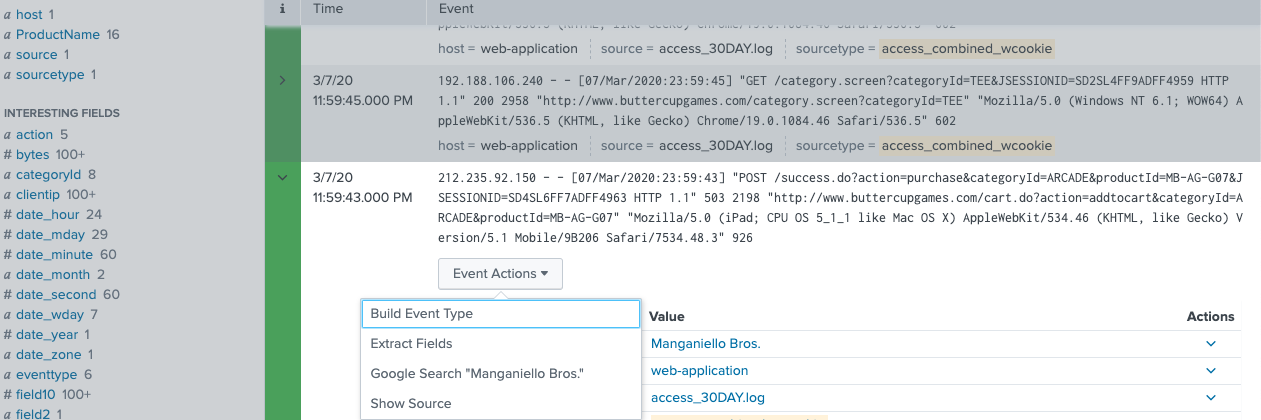 a host 1
a ProductName 16
a source 1
a sourcetype 1
INTERESTING FIELDS
a action 5
# bytes 100+
a categoryId 8
a clientip 100+
# date_hour 24
# date_mday 29
# date_minute 60
a date_month 2
# date_second 60
a date_wday 7
# date_year 1
a date_zone 1
a eventtype 6
# field10 100+
a field2 1
i Time Event
ppleWebKit/536.5 (KHTML, like Gecko) Chrome/19.0.1084.46 Safari/536.5" 602
host = web-application source = access_30DAY.log sourcetype = access_combined_wcookie
3/7/20
11:59:45.000 PM
192.188.106.240 - - [07/Mar/2020:23:59:45] "GET /category.screen?categoryId=TEE&JSESSIONID=SD2SL4FF9ADFF4959 HTTP
1.1" 200 2958 "http://www.buttercupgames.com/category.screen?categoryId=TEE" "Mozilla/5.0 (Windows NT 6.1; WOW64) A
ppleWebKit/536.5 (KHTML, like Gecko) Chrome/19.0.1084.46 Safari/536.5" 602
host = web-application source = access_30DAY.log sourcetype = access_combined_wcookie
3/7/20
11:59:43.000 PM
212.235.92.150 - - [07/Mar/2020:23:59:43] "POST /success.do?action=purchase&categoryId=ARCADE&productId=MB-AG-G07&J
SESSIONID=SD4SL6FF7ADFF4963 HTTP 1.1" 503 2198 "http://www.buttercupgames.com/cart.do?action=addtocart&categoryId=A
RCADE&productId=MB-AG-G07" "Mozilla/5.0 (iPad; CPU OS 5_1_1 like Mac OS X) AppleWebKit/534.46 (KHTML, like Gecko) V
ersion/5.1 Mobile/9B206 Safari/7534.48.3" 926
Event Actions
Build Event Type
Extract Fields
Google Search "Manganiello Bros."
Show Source
Value Actions
Manganiello Bros.
web-application
access_30DAY.log